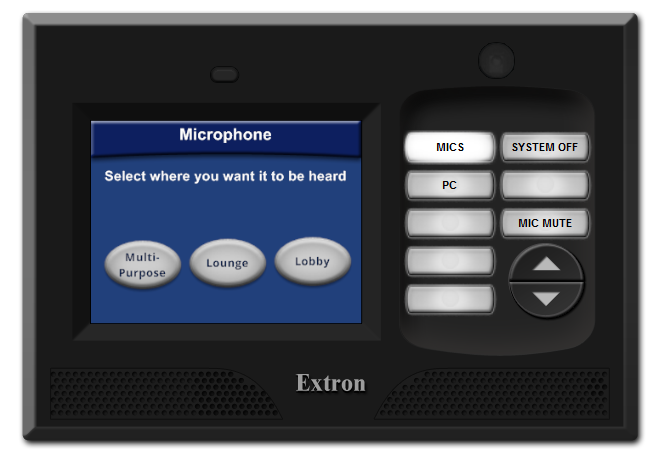 Microphone
Select where you want it to be heard
Multi-
Purpose
Lounge
Lobby
MICS
SYSTEM OFF
PC
MIC MUTE
Extron